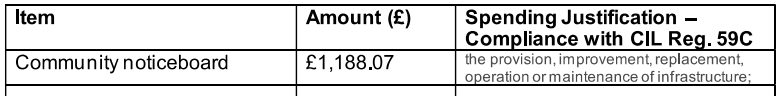 Item Amount (£) Spending Justification –
Compliance with CIL Reg. 59C
Community noticeboard £1,188.07 the provision, improvement, replacement,
operation or maintenance of infrastructure;